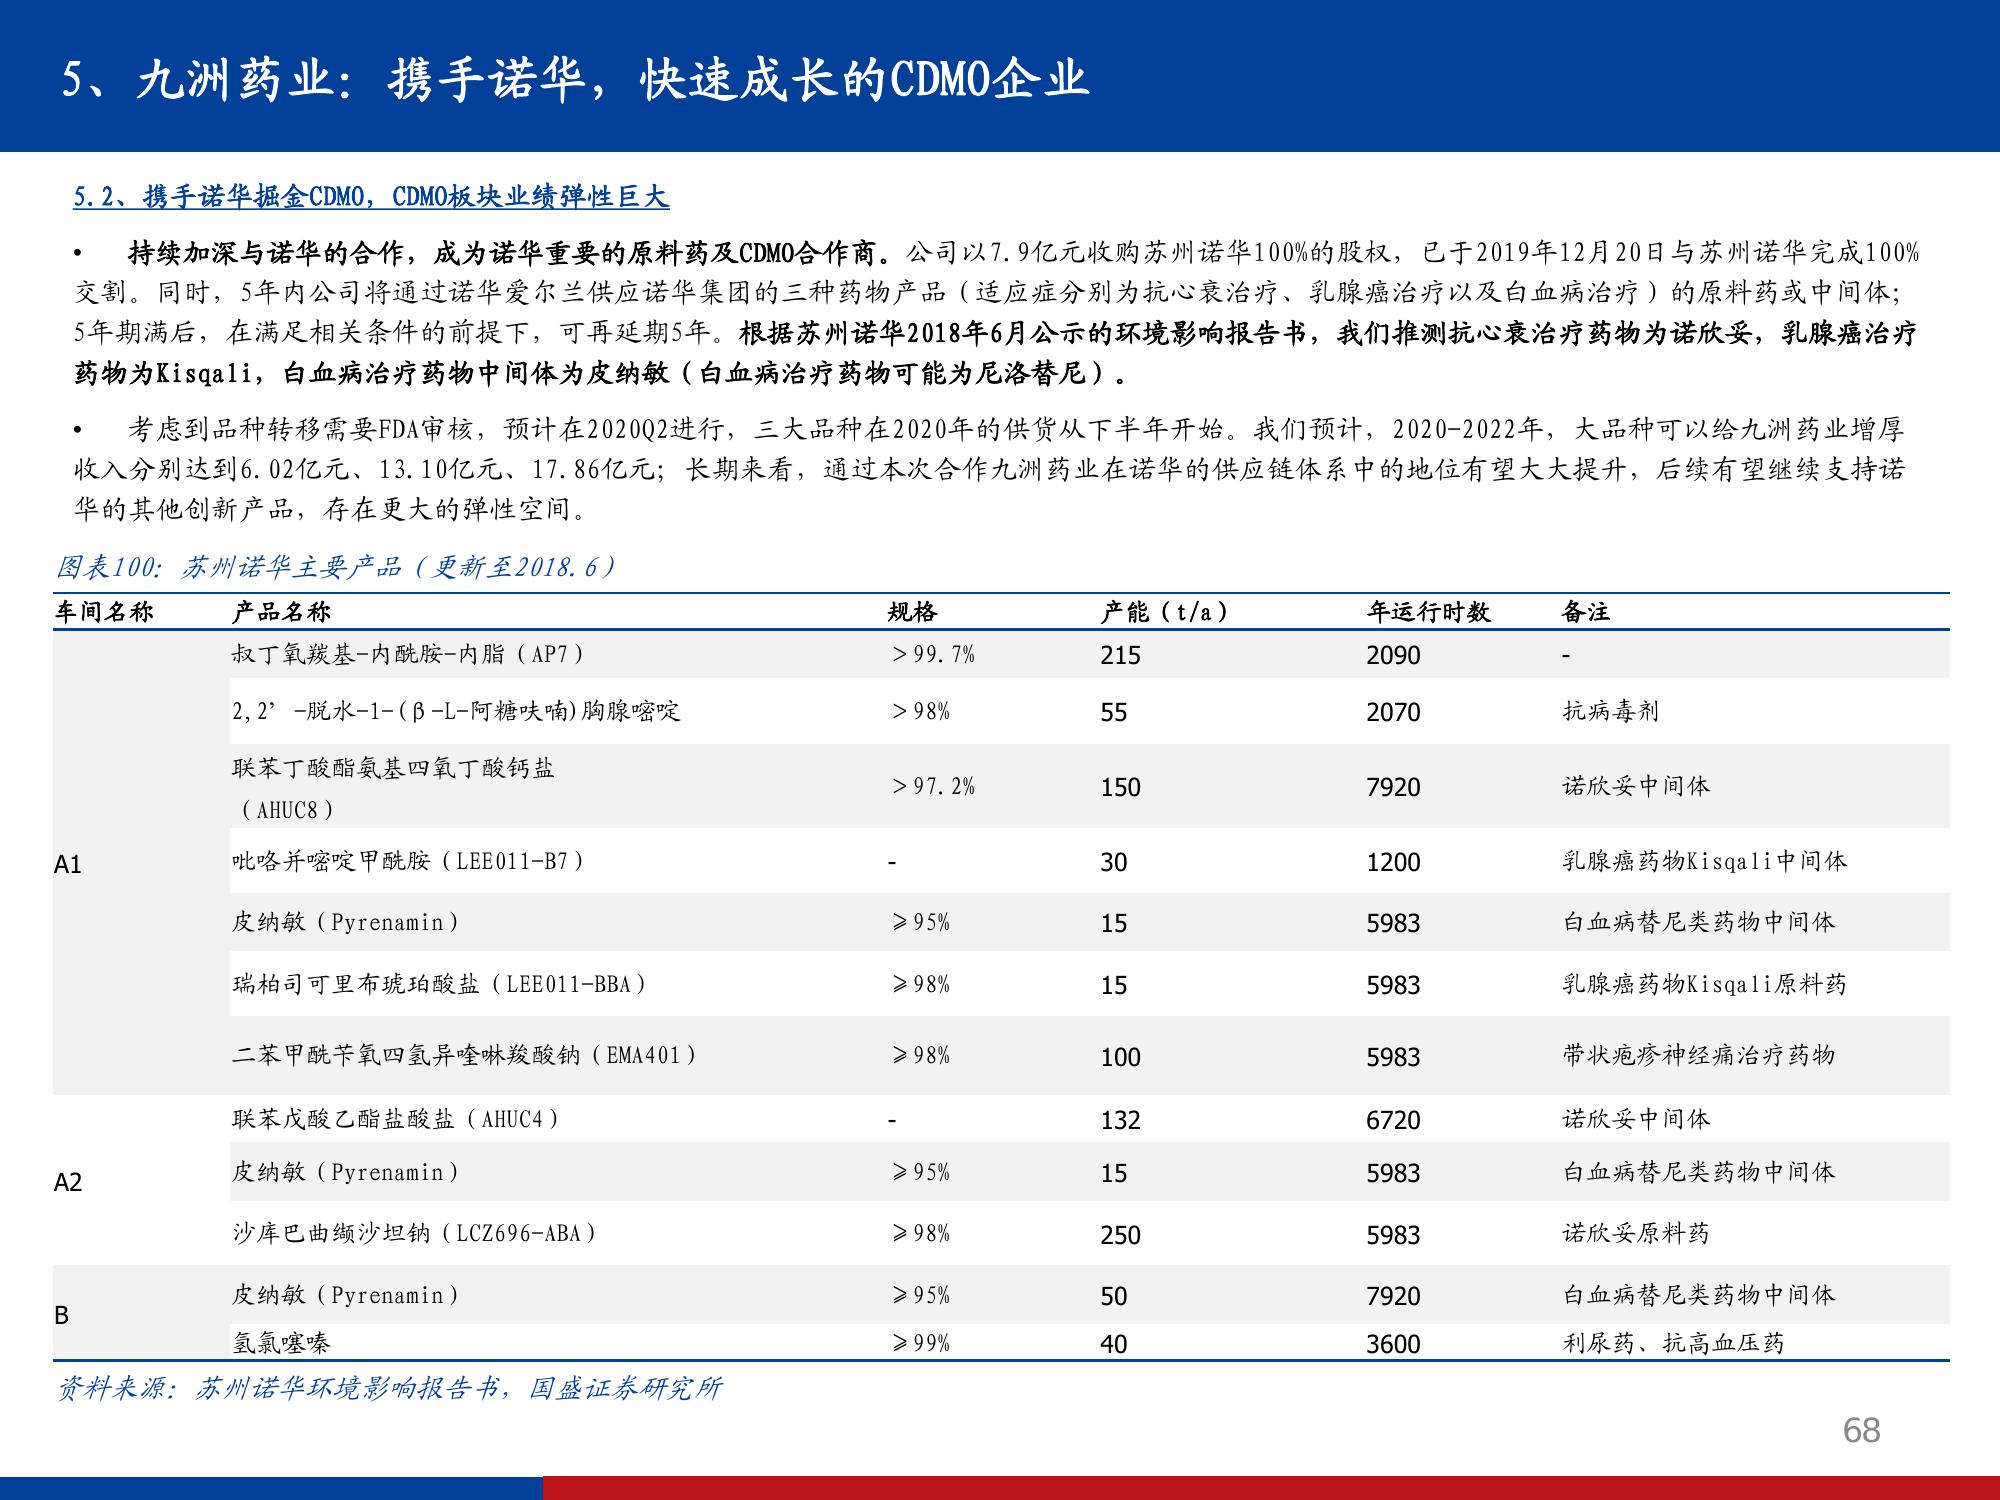 5、九洲药业：携手诺华，快速成长的CDMO企业
5.2、携手诺华掘金CDMO，CDMO板块业绩弹性巨大
• 持续加深与诺华的合作，成为诺华重要的原料药及CDMO合作商。公司以7.9亿元收购苏州诺华100%的股权，已于2019年12月20日与苏州诺华完成100%
交割。同时，5年内公司将通过诺华爱尔兰供应诺华集团的三种药物产品（适应症分别为抗心衰治疗、乳腺癌治疗以及白血病治疗）的原料药或中间体；
5年期满后，在满足相关条件的前提下，可再延期5年。根据苏州诺华2018年6月公示的环境影响报告书，我们推测抗心衰治疗药物为诺欣妥，乳腺癌治疗
药物为Kisqali，白血病治疗药物中间体为皮纳敏（白血病治疗药物可能为尼洛替尼）。
• 考虑到品种转移需要FDA审核，预计在2020Q2进行，三大品种在2020年的供货从下半年开始。我们预计，2020-2022年，大品种可以给九洲药业增厚
收入分别达到6.02亿元、13.10亿元、17.86亿元；长期来看，通过本次合作九洲药业在诺华的供应链体系中的地位有望大大提升，后续有望继续支持诺
华的其他创新产品，存在更大的弹性空间。
图表100：苏州诺华主要产品（更新至2018.6）
车间名称 产品名称 规格 产能（t/a） 年运行时数 备注
叔丁氧羰基-内酰胺-内脂（AP7） ＞99.7% 215 2090 -
2,2’-脱水-1-(β-L-阿糖呋喃)胸腺嘧啶 ＞98% 55 2070 抗病毒剂
联苯丁酸酯氨基四氧丁酸钙盐
（AHUC8） ＞97.2% 150 7920 诺欣妥中间体
A1 吡咯并嘧啶甲酰胺（LEE011-B7） - 30 1200 乳腺癌药物Kisqali中间体
皮纳敏（Pyrenamin） ≥95% 15 5983 白血病替尼类药物中间体
瑞柏司可里布琥珀酸盐（LEE011-BBA） ≥98% 15 5983 乳腺癌药物Kisqali原料药
二苯甲酰苄氧四氢异喹啉羧酸钠（EMA401） ≥98% 100 5983 带状疱疹神经痛治疗药物
联苯戊酸乙酯盐酸盐（AHUC4） - 132 6720 诺欣妥中间体
A2 皮纳敏（Pyrenamin） ≥95% 15 5983 白血病替尼类药物中间体
沙库巴曲缬沙坦钠（LCZ696-ABA） ≥98% 250 5983 诺欣妥原料药
B 皮纳敏（Pyrenamin） ≥95% 50 7920 白血病替尼类药物中间体
氢氯噻嗪 ≥99% 40 3600 利尿药、抗高血压药
资料来源：苏州诺华环境影响报告书，国盛证券研究所
68